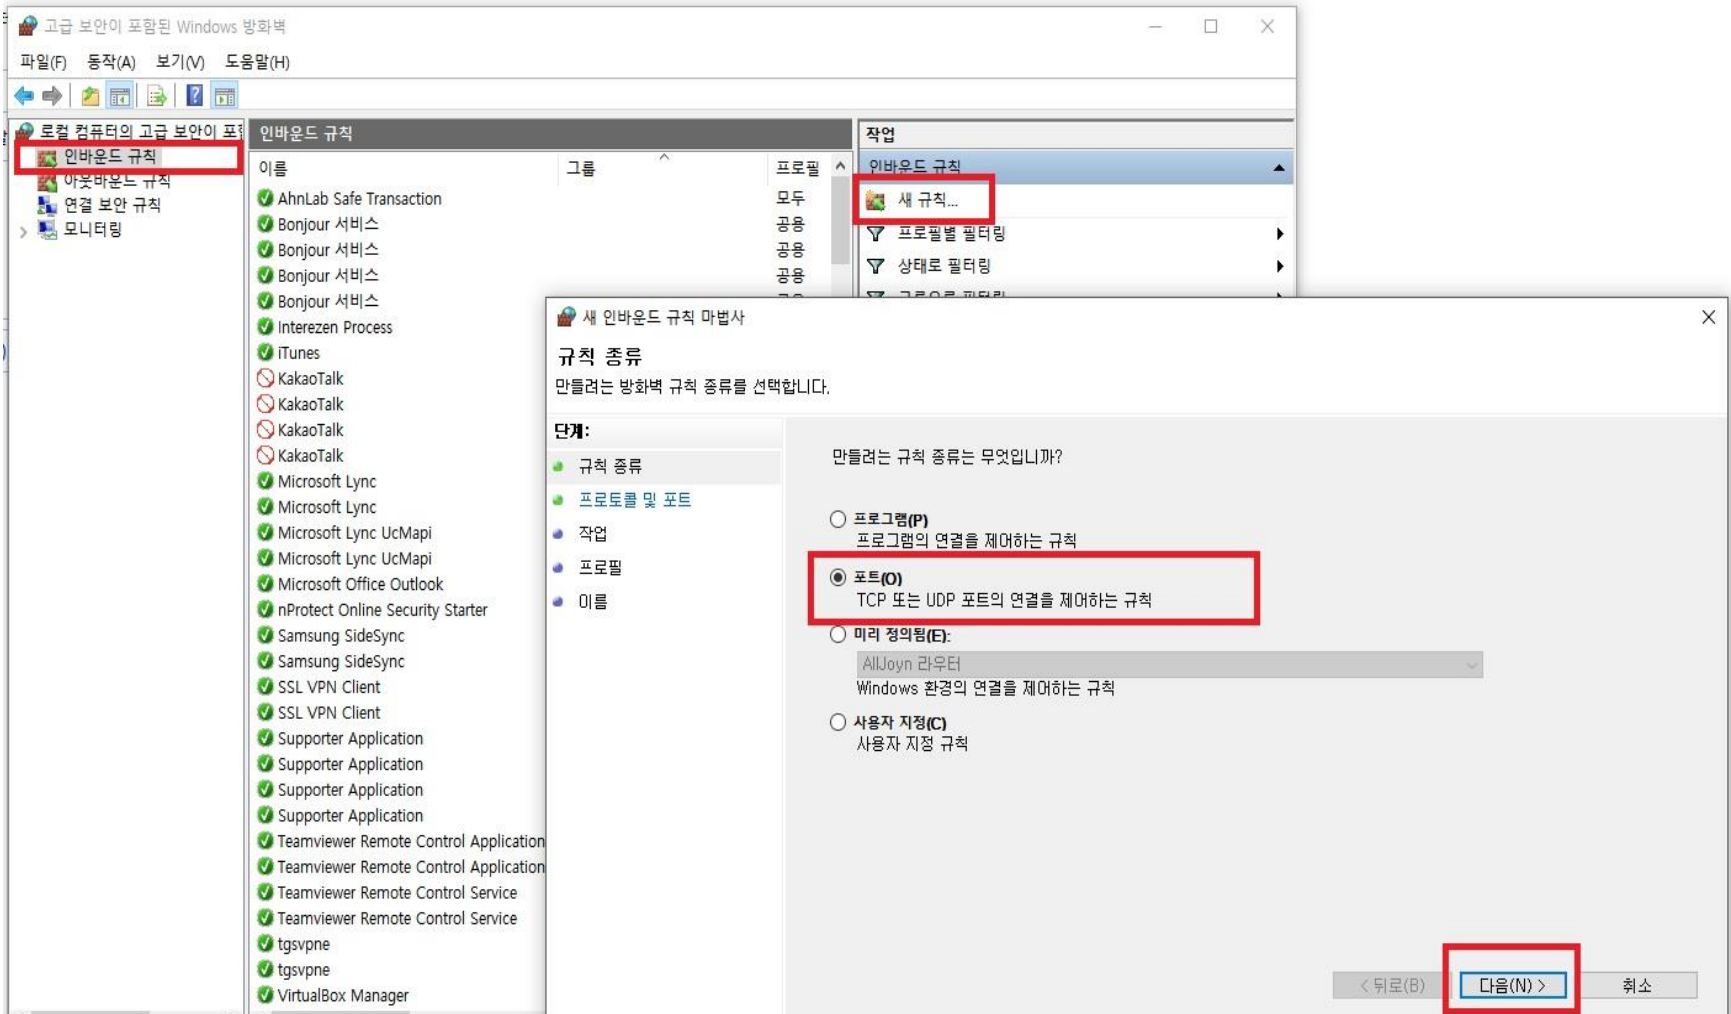 고급 보안이 포함된 Windows 방화벽
파일(F) 동작(A) 보기(V) 도움말(H)
로컬 컴퓨터의 고급 보안이
인바운드 규칙
아웃바운드 규칙
연결 보안 규칙
모니터링
인바운드 규칙
이름 그룹 프로필
AhnLab Safe Transaction 모두
Bonjour 서비스 공용
Bonjour 서비스 공용
Bonjour 서비스 공용
Bonjour 서비스
Interezen Process
iTunes
KakaoTalk
KakaoTalk
KakaoTalk
KakaoTalk
Microsoft Lync
Microsoft Lync
Microsoft Lync UcMapi
Microsoft Lync UcMapi
Microsoft Office Outlook
nProtect Online Security Starter
Samsung SideSync
Samsung SideSync
SSL VPN Client
SSL VPN Client
Supporter Application
Supporter Application
Supporter Application
Supporter Application
Teamviewer Remote Control Application
Teamviewer Remote Control Application
Teamviewer Remote Control Service
Teamviewer Remote Control Service
tgsvpne
tgsvpne
VirtualBox Manager
작업
인바운드 규칙
새 규칙...
프로필별 필터링
상태로 필터링
새 인바운드 규칙 마법사
규칙 종류
만들려는 방화벽 규칙 종류를 선택합니다.
단계:
규칙 종류
프로토콜 및 포트
작업
프로필
이름
만들려는 규칙 종류는 무엇입니까?
프로그램(P)
프로그램의 연결을 제어하는 규칙
포트(O)
TCP 또는 UDP 포트의 연결을 제어하는 규칙
미리 정의됨(E):
AllJoyn 라우터
Windows 환경의 연결을 제어하는 규칙
사용자 지정(C)
사용자 지정 규칙
< 뒤로(B) 다음(N) > 취소